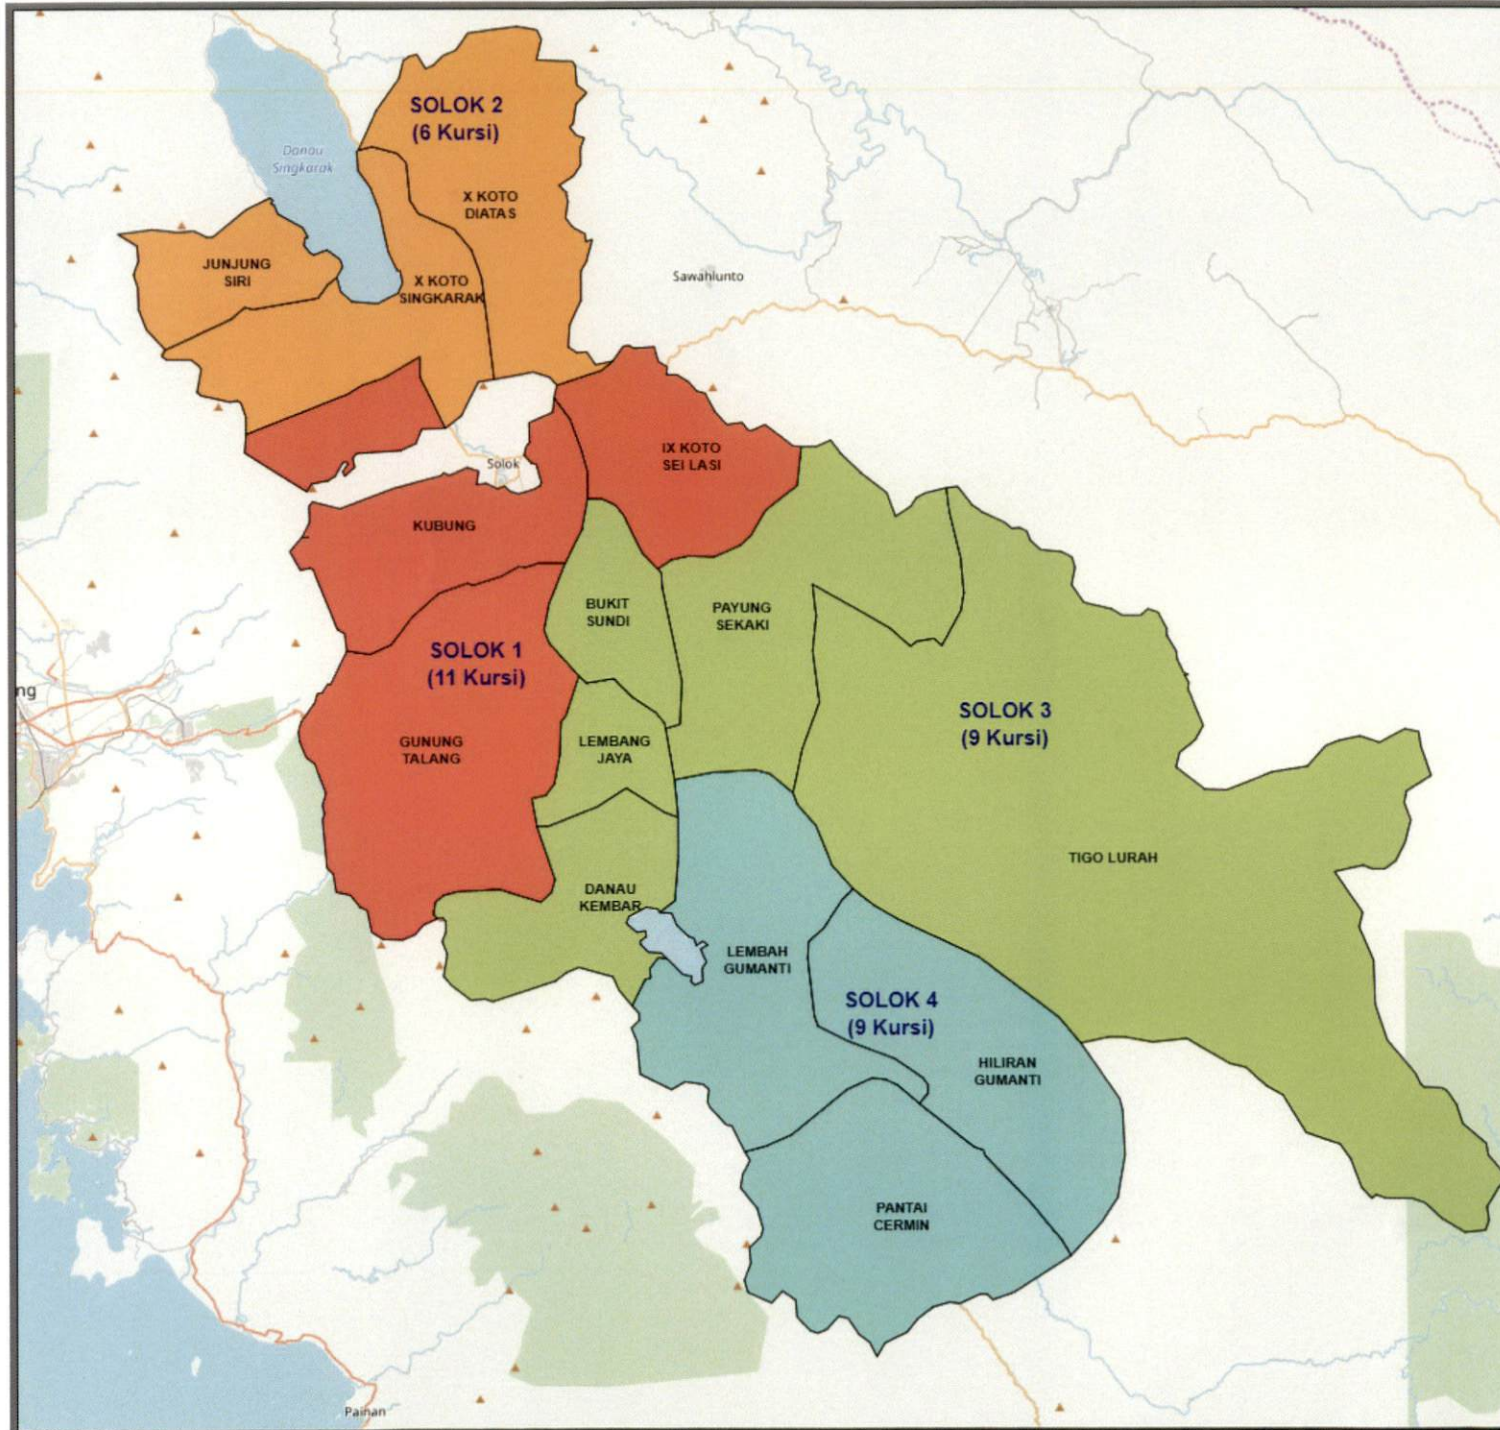 SOLOK 2
(6 Kursi)
Danau
Singkarak
X KOTO
DIATAS
JUNJUNG
SIRI
X KOTO
SINGKARAK
Sawahlunto
IX KOTO
SEI LASI
Solok
KUBUNG
BUKIT
SUNDI
PAYUNG
SEKAKI
SOLOK 1
(11 Kursi)
ng
SOLOK 3
(9 Kursi)
GUNUNG
TALANG
LEMBANG
JAYA
TIGO LURAH
DANAU
KEMBAR
LEMBAH
GUMANTI
SOLOK 4
(9 Kursi)
HILIRAN
GUMANTI
PANTAI
CERMIN
Painan